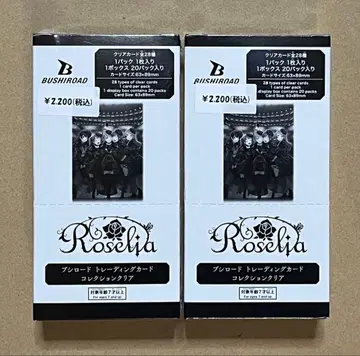 BUSHIROAD
¥2,200(税込)
クリアカード全28種
1パック 1枚入り
1ボックス 20パック入り
カードサイズ 63×89mm
28 types of clear cards
1 card per pack
1 display box contains 20 packs
Card Size: 63x89mm
Roselia
ブシロード トレーディングカード
コレクションクリア
対象年齢7才以上
For ages 7 and up
BUSHIROAD
¥2,200(税込)
クリアカード全28種
1パック 1枚入り
1ボックス 20パック入り
カードサイズ 63×89mm
28 types of clear cards
1 card per pack
1 display box contains 20 packs
Card Size: 63x89mm
Roselia
ブシロード トレーディングカード
コレクションクリア
対象年齢7才以上
For ages 7 and up